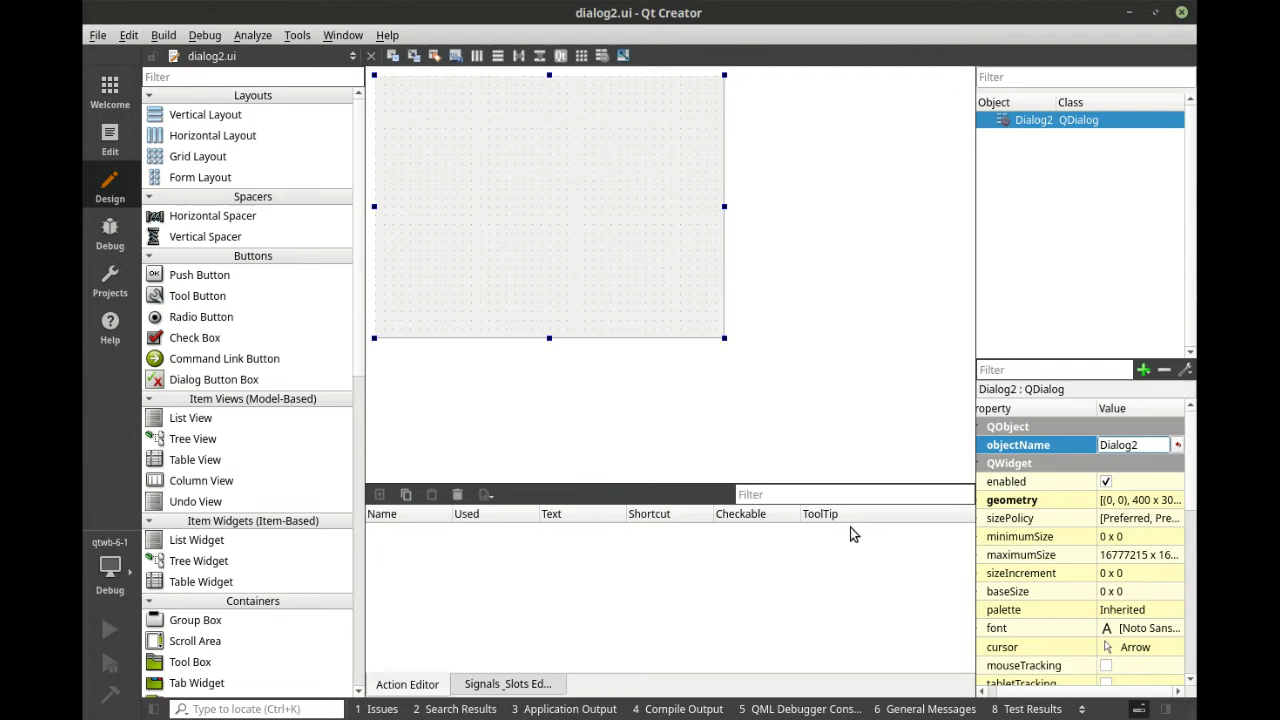 dialog2.ui - Qt Creator
File Edit Build Debug Analyze Tools Window Help
dialog2.ui
Filter
Welcome
Edit
Design
Debug
Projects
Help
qtwb-6-1
Debug
Layouts
Vertical Layout
Horizontal Layout
Grid Layout
Form Layout
Spacers
Horizontal Spacer
Vertical Spacer
Buttons
Push Button
Tool Button
Radio Button
Check Box
Command Link Button
Dialog Button Box
Item Views (Model-Based)
List View
Tree View
Table View
Column View
Undo View
Item Widgets (Item-Based)
List Widget
Tree Widget
Table Widget
Containers
Group Box
Scroll Area
Tool Box
Tab Widget
Filter
Name Used Text Shortcut Checkable ToolTip
Action Editor Signals _Slots Ed...
Filter
Object Class
Dialog2 QDialog
Filter
Dialog2 : QDialog
roperty Value
QObject
objectName Dialog2
QWidget
enabled
geometry [(0, 0), 400 x 30...
sizePolicy [Preferred, Pre...
minimumSize 0 x 0
maximumSize 16777215 x 16...
sizeIncrement 0 x 0
baseSize 0 x 0
palette Inherited
font A [Noto Sans...
cursor Arrow
mouseTracking
tabletTracking
Type to locate (Ctrl+K) 1 Issues 2 Search Results 3 Application Output 4 Compile Output 5 QML Debugger Cons... 6 General Messages 8 Test Results